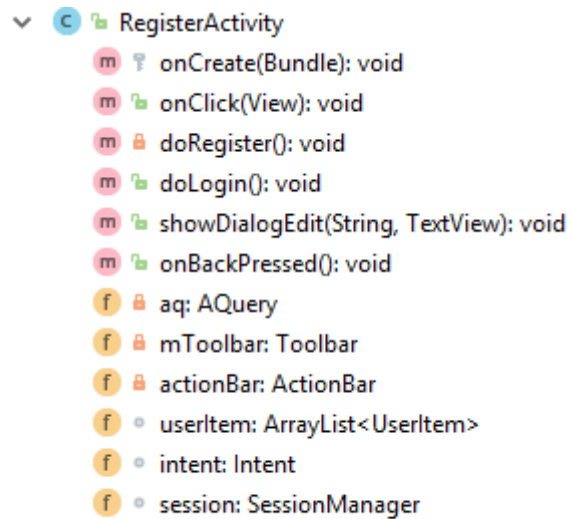 C RegisterActivity
m onCreate(Bundle): void
m onClick(View): void
m doRegister(): void
m doLogin(): void
m showDialogEdit(String, TextView): void
m onBackPressed(): void
f aq: AQuery
f mToolbar: Toolbar
f actionBar: ActionBar
f userItem: ArrayList<UserItem>
f intent: Intent
f session: SessionManager